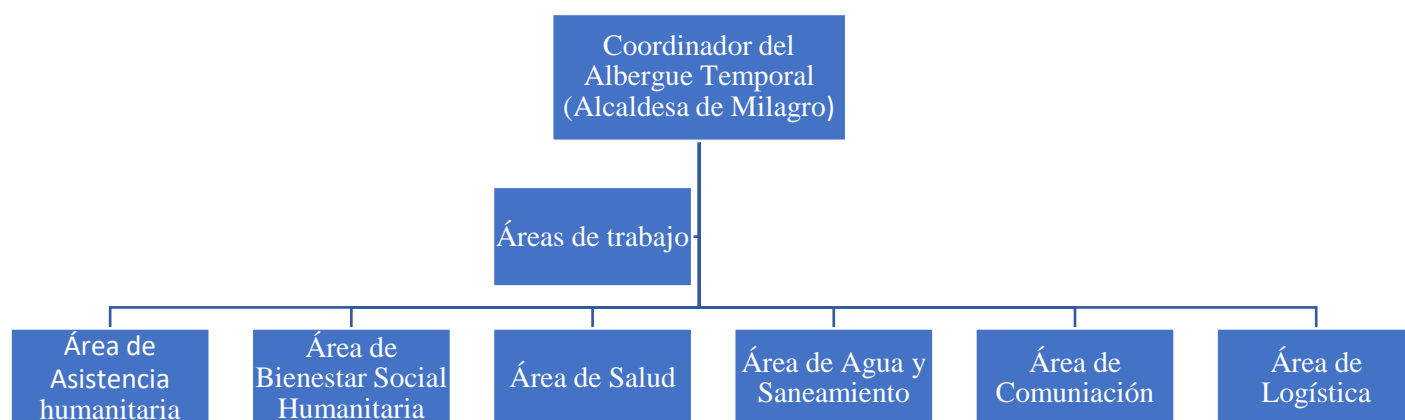 Coordinador del
Albergue Temporal
(Alcaldesa de Milagro)
Áreas de trabajo
Área de
Asistencia
humanitaria
Área de
Bienestar Social
Humanitaria
Área de Salud
Área de Agua y
Saneamiento
Área de
Comuniación
Área de
Logística